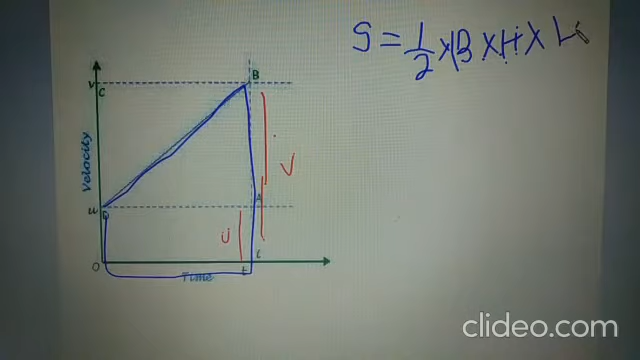 S = 1/2 × B × H × L
V
C
B
Velocity
V
u
D
A
U
O
t
L
Time
clideo.com